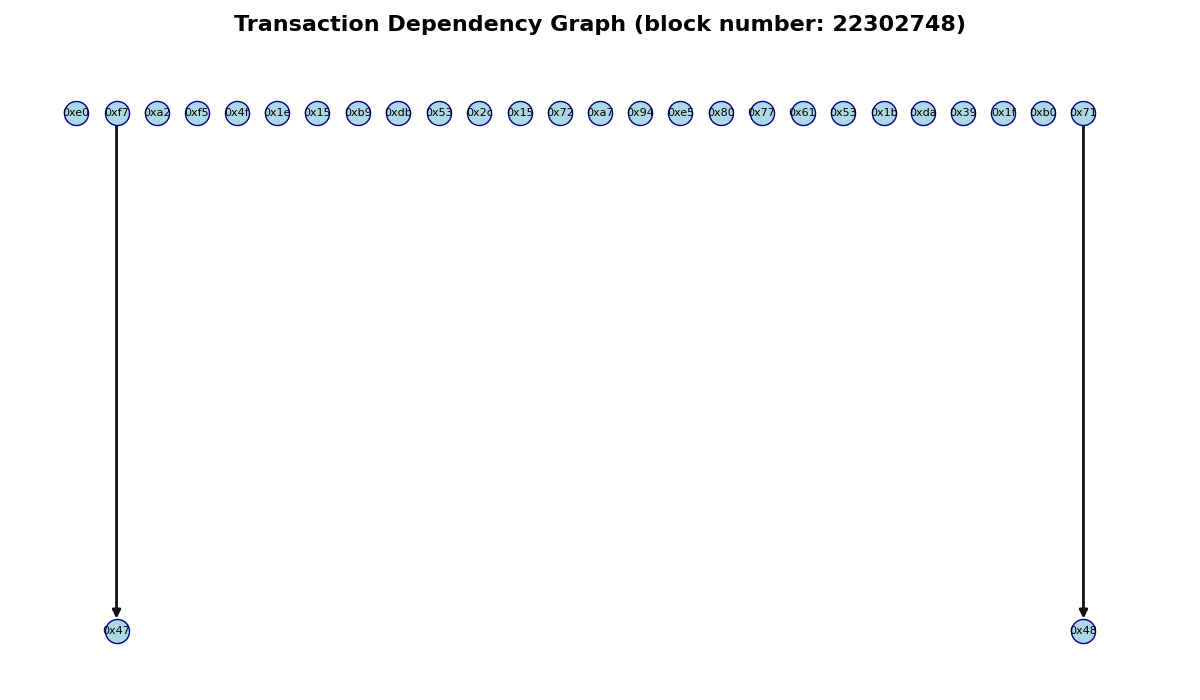 Transaction Dependency Graph (block number: 22302748)
0xe0 0xf7 0xa2 0xf5 0x4f 0x1e 0x15 0xb9 0xdb 0x53 0x2c 0x15 0x72 0xa7 0x94 0xe5 0x80 0x77 0x61 0x53 0x1b 0xda 0x39 0x1f 0xb0 0x71
0x47 0x48